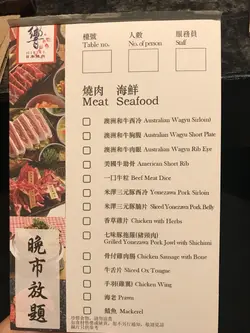 響
樓號
Table no.
人數
No. of person
服務員
Staff
燒肉 海鮮
Meat Seafood
澳洲和牛西冷 Australian Wagyu Sirloin
澳洲和牛胸腩 Australian Wagyu Short Plate
澳洲和牛肉眼 Australian Wagyu Rib Eye
美國牛肋骨 American Short Rib
一口牛粒 Beef Meat Dice
米澤三元豚西冷 Yonezawa Pork Sirloin
米澤三元豚腩片 Sliced Yonezawa Pork Belly
香草雞片 Chicken with Herbs
七味豚泡腮(豬頸肉)
Grilled Yonezawa Pork Jowl with Shichimi
骨付雞肉腸 Chicken Sausage with Bone
牛舌片 Sliced Ox Tongue
手羽(雞翼) Chicken Wing
海老 Prawn
鯖魚 Mackerel
晚市放題